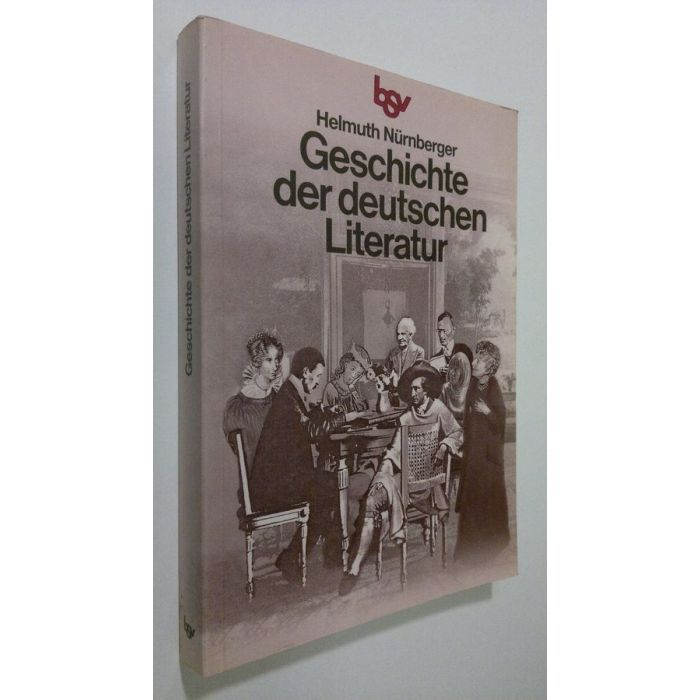 bsv
Helmuth Nürnberger
Geschichte
der deutschen
Literatur
Geschichte der deutschen Literatur
bsv